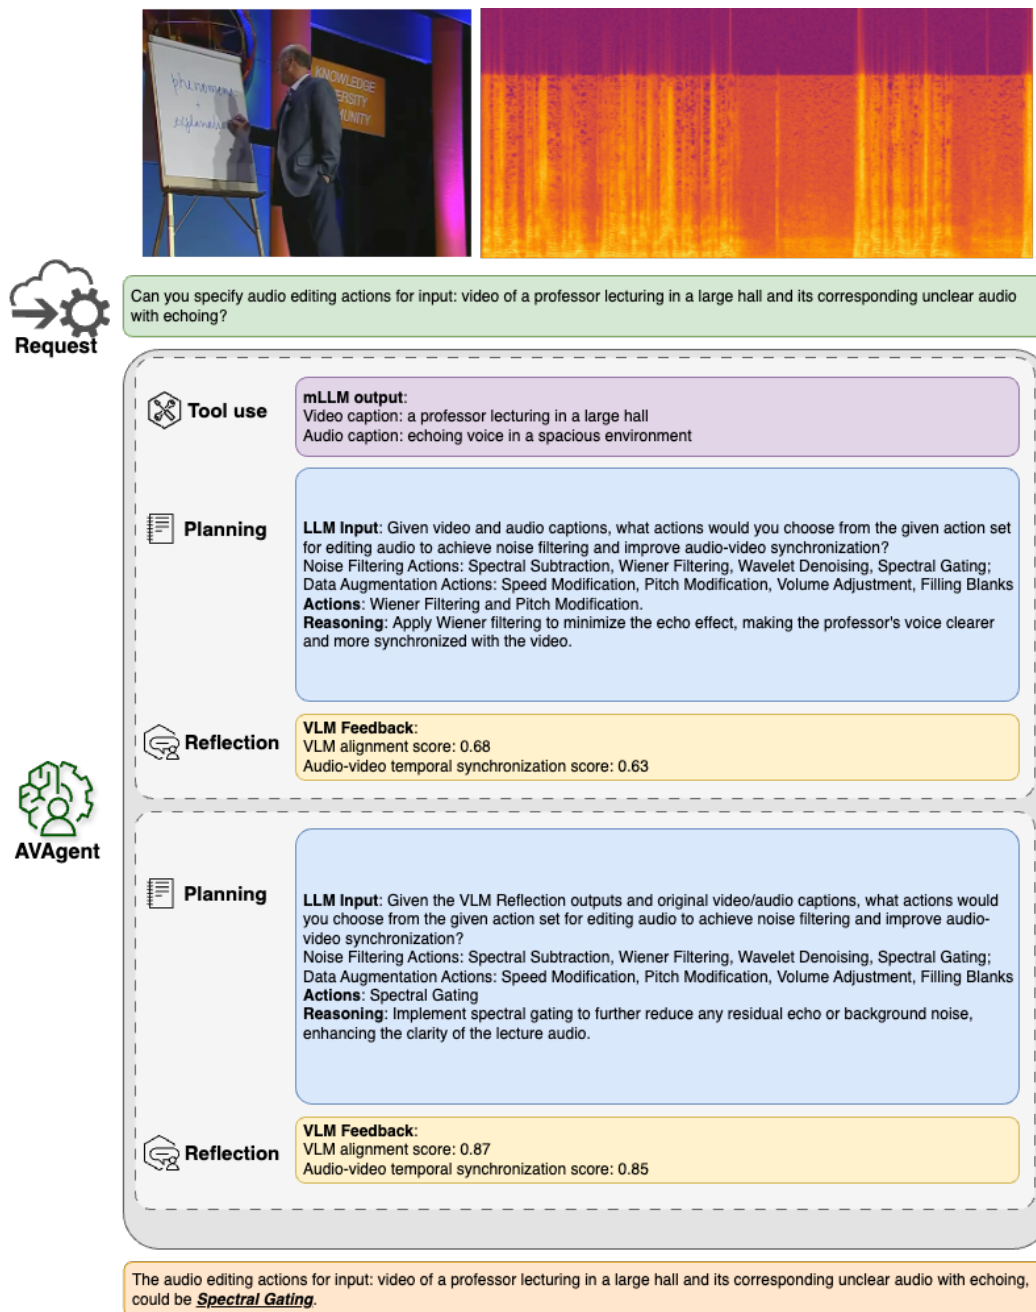 phenomena
+
KNOWLEDGE
COMMUNITY
Can you specify audio editing actions for input: video of a professor lecturing in a large hall and its corresponding unclear audio
with echoing?
Request
Tool use
mLLM output:
Video caption: a professor lecturing in a large hall
Audio caption: echoing voice in a spacious environment
Planning
LLM Input: Given video and audio captions, what actions would you choose from the given action set
for editing audio to achieve noise filtering and improve audio-video synchronization?
Noise Filtering Actions: Spectral Subtraction, Wiener Filtering, Wavelet Denoising, Spectral Gating;
Data Augmentation Actions: Speed Modification, Pitch Modification, Volume Adjustment, Filling Blanks
Actions: Wiener Filtering and Pitch Modification.
Reasoning: Apply Wiener filtering to minimize the echo effect, making the professor's voice clearer
and more synchronized with the video.
Reflection
VLM Feedback:
VLM alignment score: 0.68
Audio-video temporal synchronization score: 0.63
AVAgent
Planning
LLM Input: Given the VLM Reflection outputs and original video/audio captions, what actions would
you choose from the given action set for editing audio to achieve noise filtering and improve audio-
video synchronization?
Noise Filtering Actions: Spectral Subtraction, Wiener Filtering, Wavelet Denoising, Spectral Gating;
Data Augmentation Actions: Speed Modification, Pitch Modification, Volume Adjustment, Filling Blanks
Actions: Spectral Gating
Reasoning: Implement spectral gating to further reduce any residual echo or background noise,
enhancing the clarity of the lecture audio.
Reflection
VLM Feedback:
VLM alignment score: 0.87
Audio-video temporal synchronization score: 0.85
The audio editing actions for input: video of a professor lecturing in a large hall and its corresponding unclear audio with echoing,
could be Spectral Gating.